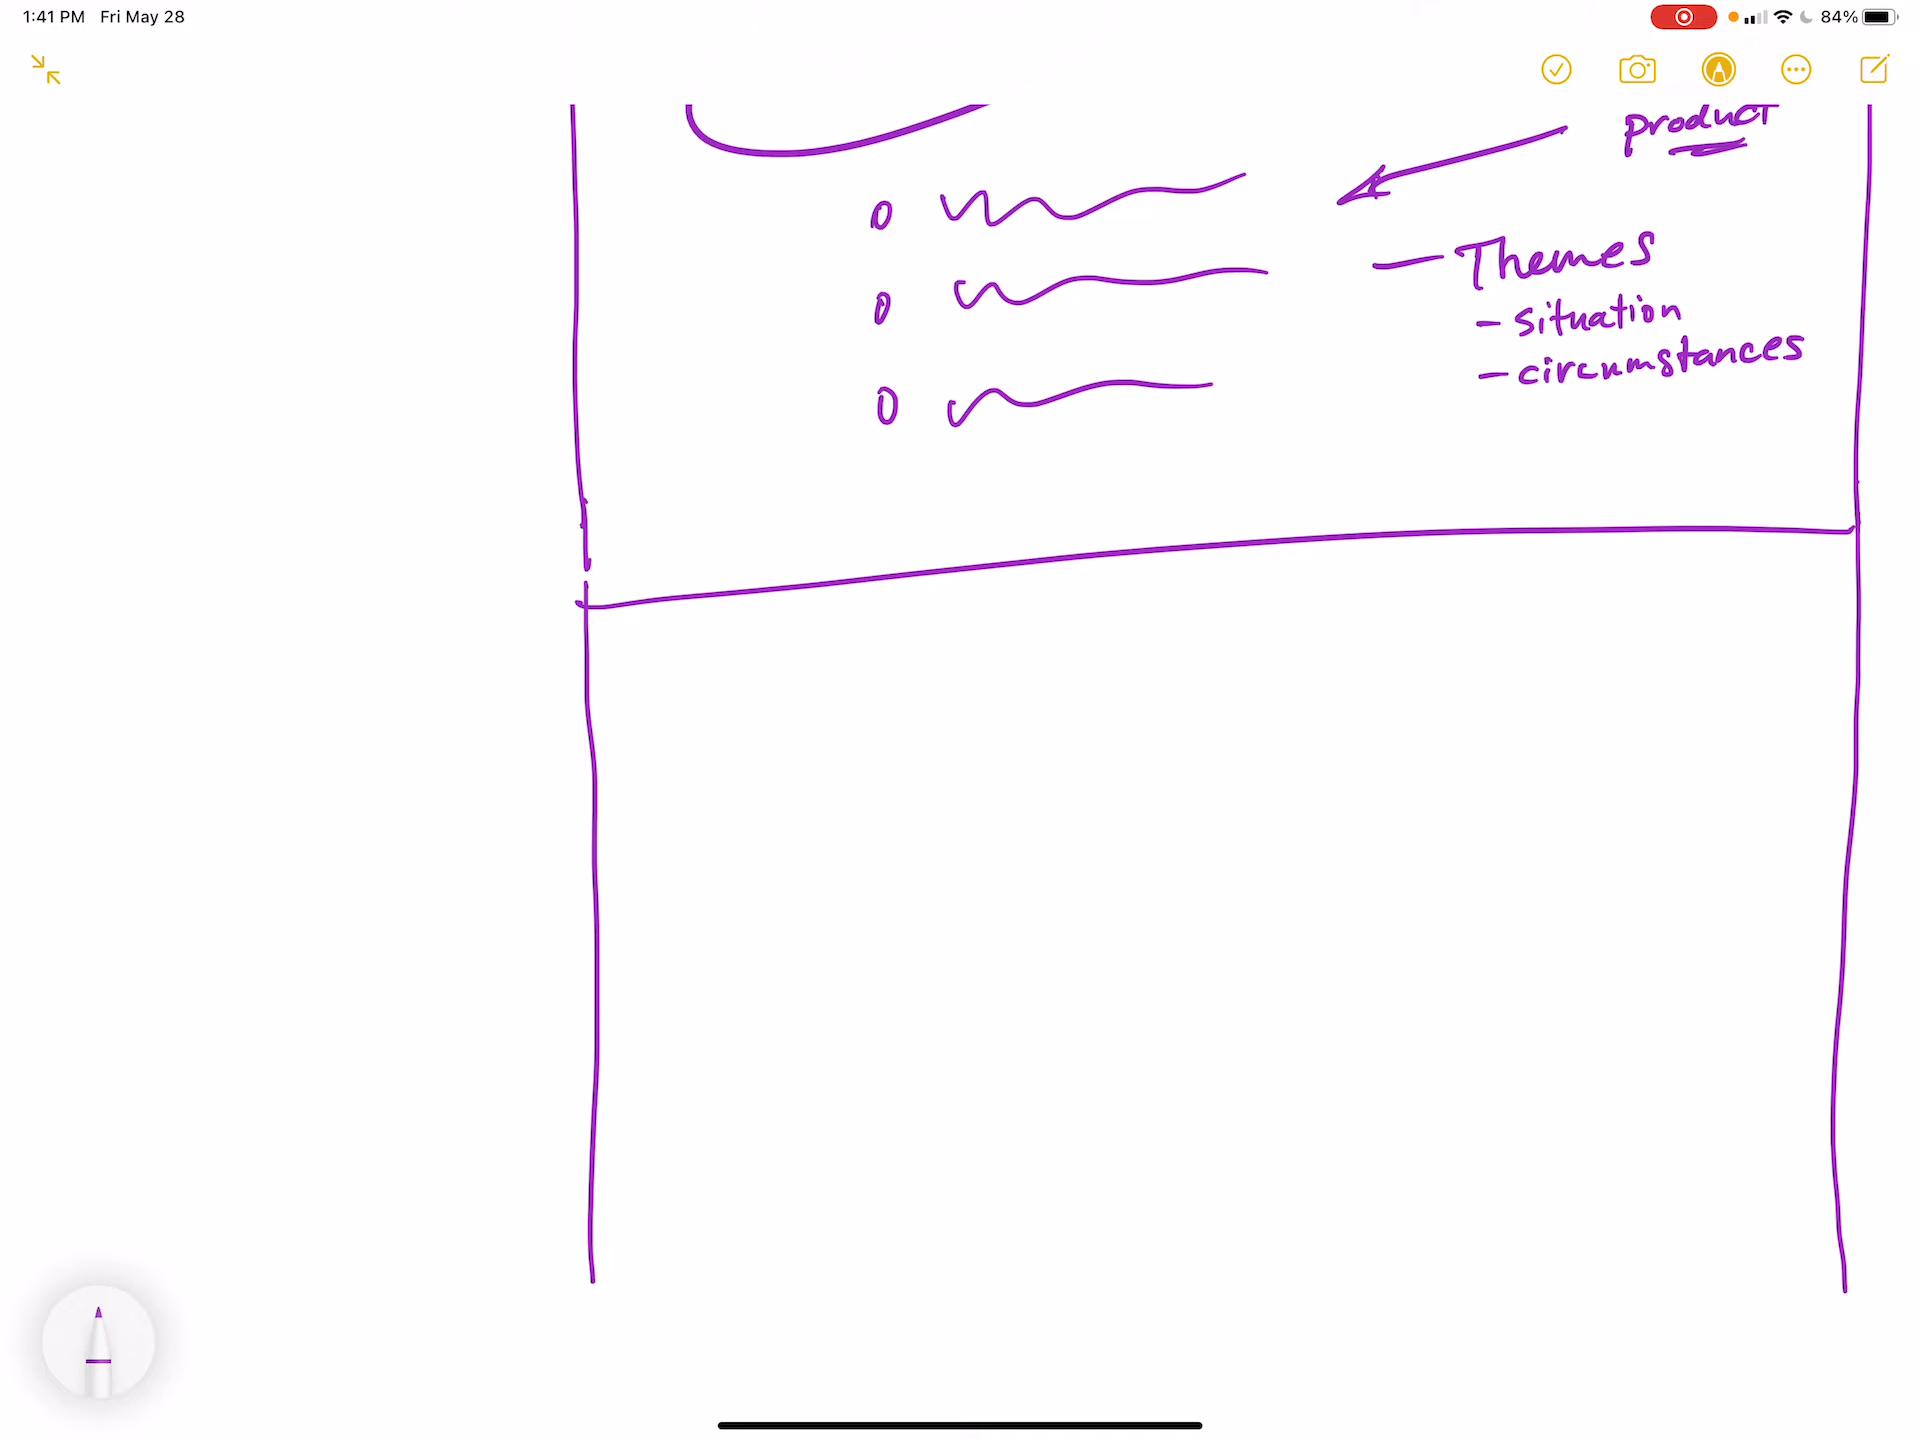 1:41 PM Fri May 28
84%
product
— Themes
- situation
- circumstances